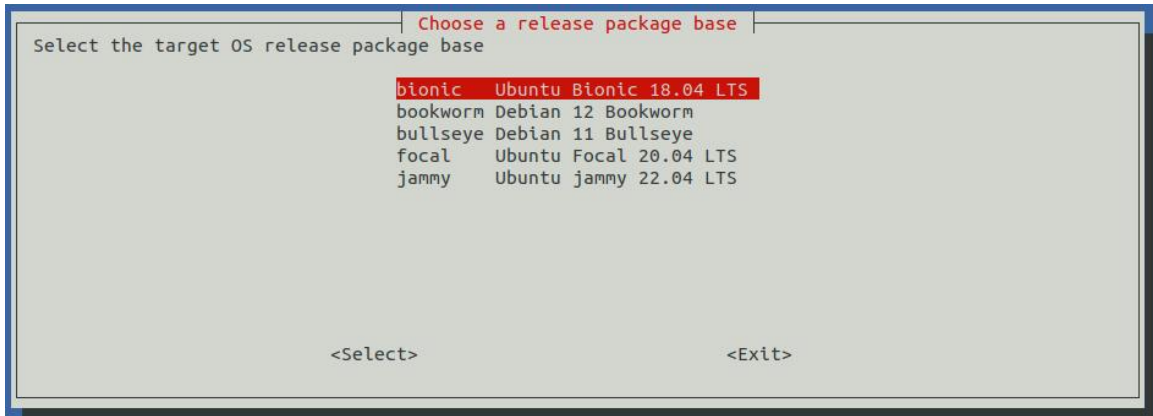 Choose a release package base
Select the target OS release package base
bionic Ubuntu Bionic 18.04 LTS
bookworm Debian 12 Bookworm
bullseye Debian 11 Bullseye
focal Ubuntu Focal 20.04 LTS
jammy Ubuntu jammy 22.04 LTS
<Select> <Exit>